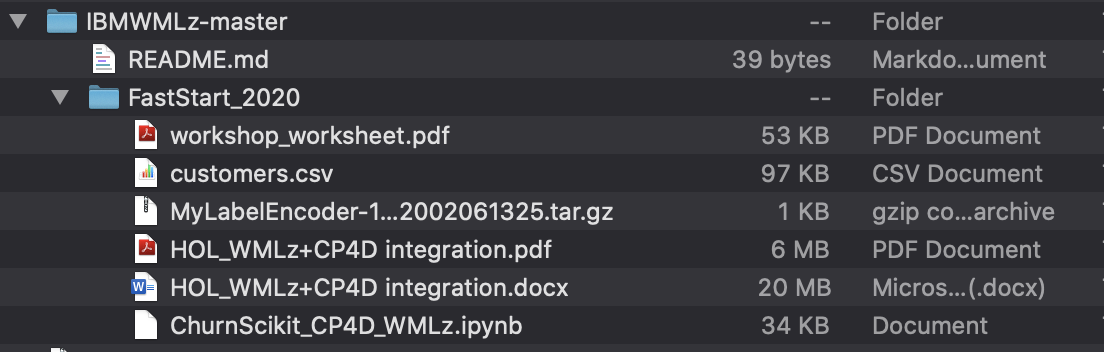 IBMWMLz-master -- Folder
README.md 39 bytes Markdo...ument
FastStart_2020 -- Folder
workshop_worksheet.pdf 53 KB PDF Document
customers.csv 97 KB CSV Document
MyLabelEncoder-1...2002061325.tar.gz 1 KB gzip co...archive
HOL_WMLz+CP4D integration.pdf 6 MB PDF Document
HOL_WMLz+CP4D integration.docx 20 MB Micros...(.docx)
ChurnScikit_CP4D_WMLz.ipynb 34 KB Document